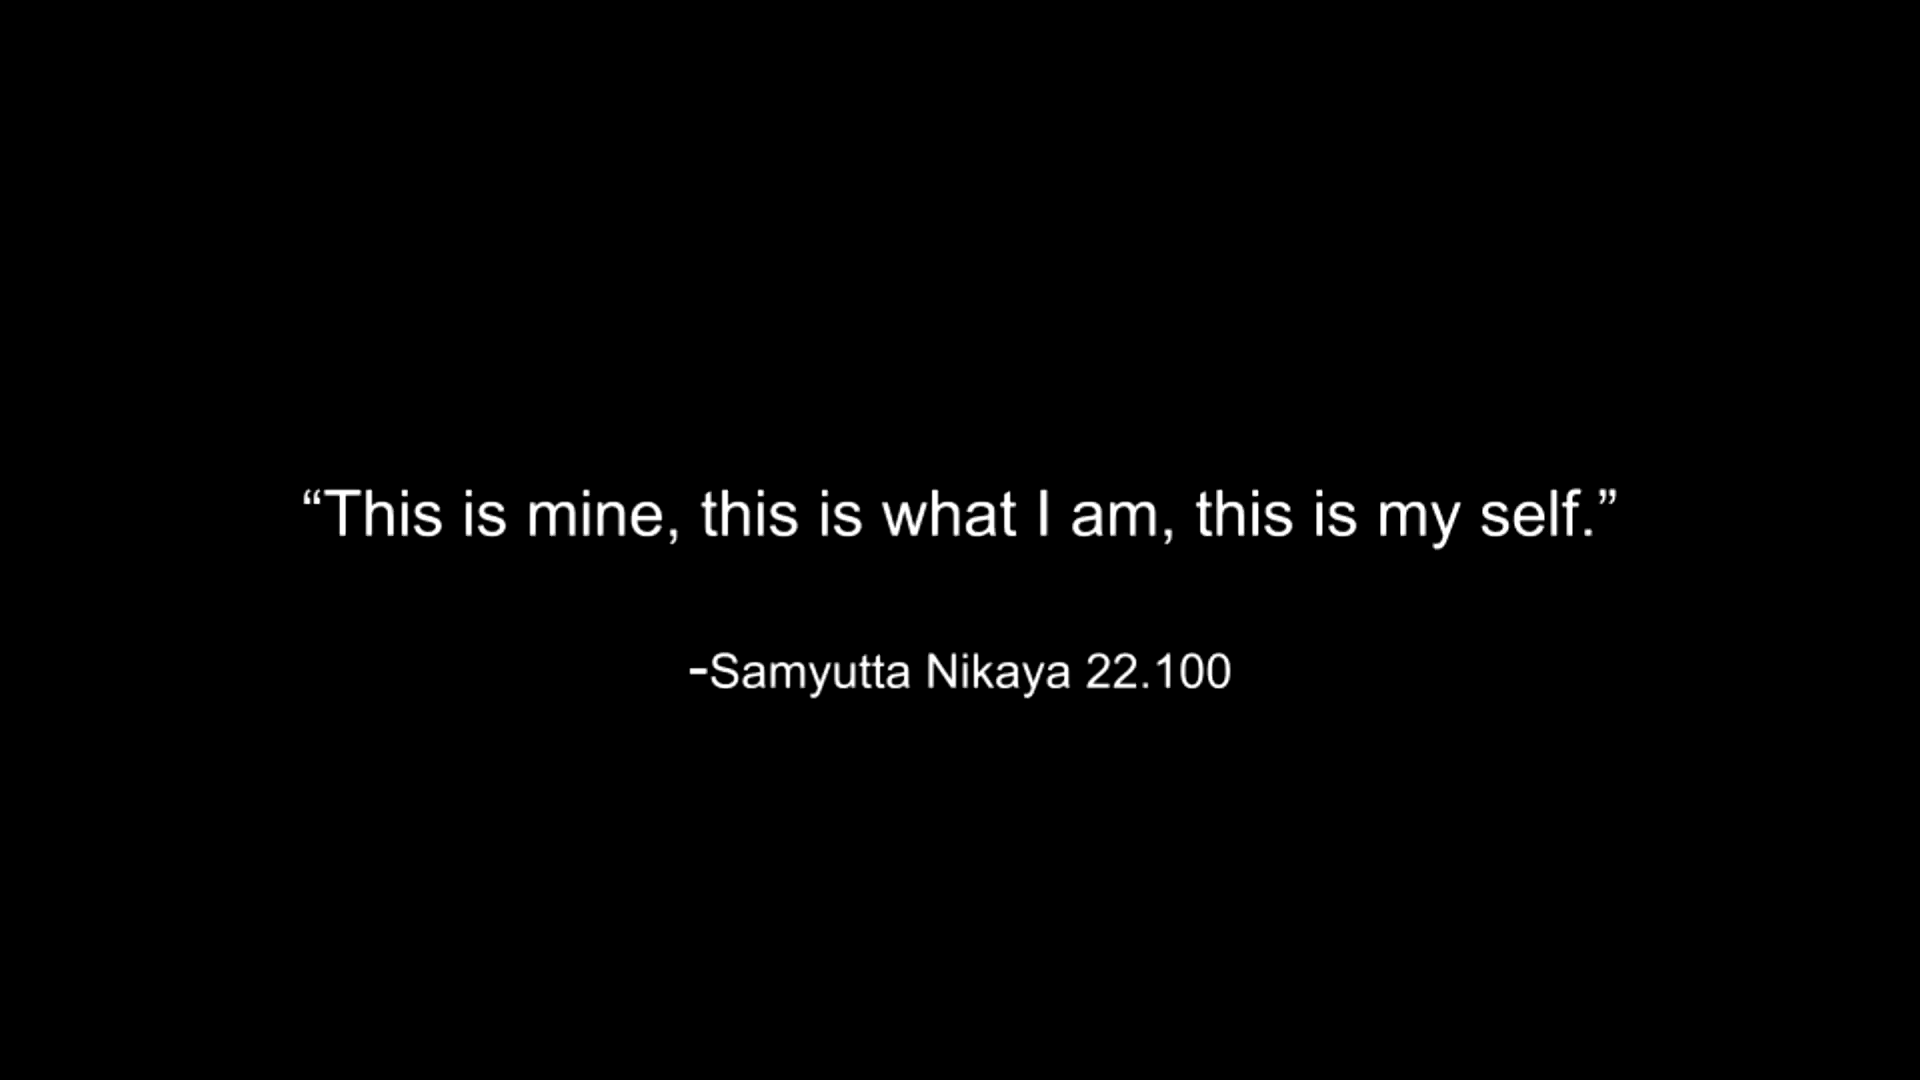 “This is mine, this is what I am, this is my self.”
-Samyutta Nikaya 22.100